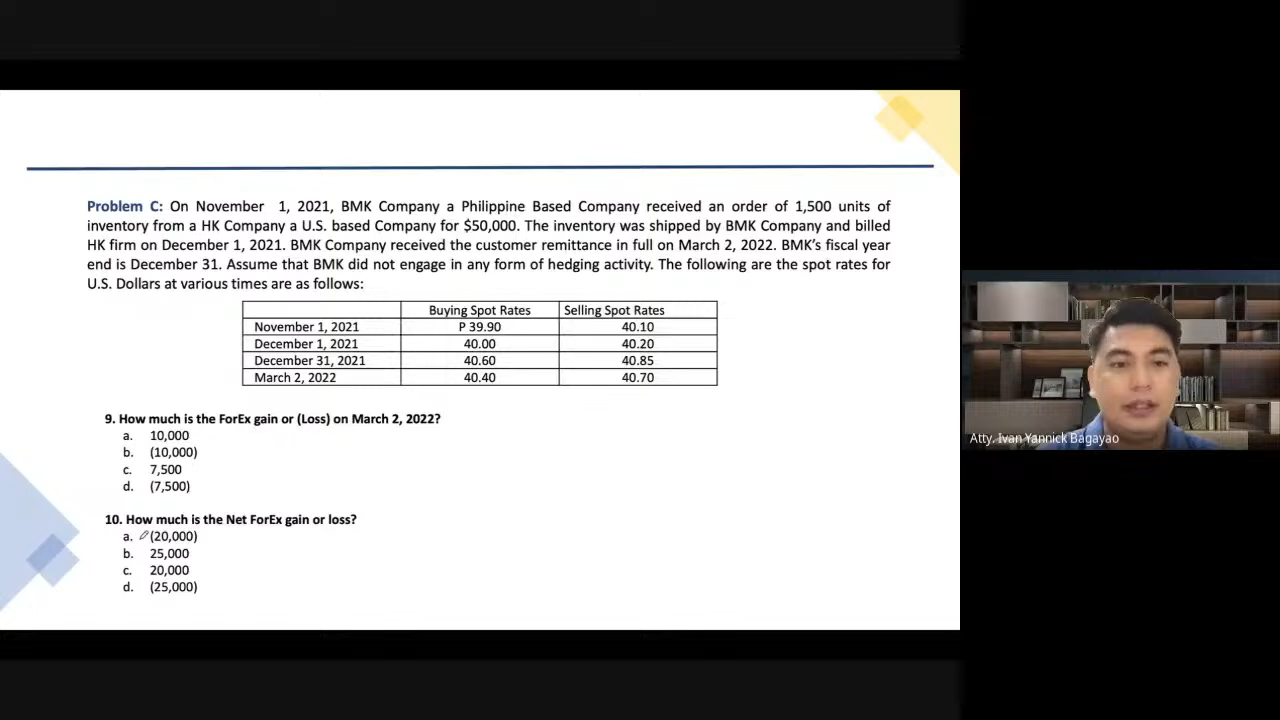 Problem C: On November 1, 2021, BMK Company a Philippine Based Company received an order of 1,500 units of
inventory from a HK Company a U.S. based Company for $50,000. The inventory was shipped by BMK Company and billed
HK firm on December 1, 2021. BMK Company received the customer remittance in full on March 2, 2022. BMK's fiscal year
end is December 31. Assume that BMK did not engage in any form of hedging activity. The following are the spot rates for
U.S. Dollars at various times are as follows:
Buying Spot Rates Selling Spot Rates
November 1, 2021 P 39.90 40.10
December 1, 2021 40.00 40.20
December 31, 2021 40.60 40.85
March 2, 2022 40.40 40.70
9. How much is the ForEx gain or (Loss) on March 2, 2022?
a. 10,000
b. (10,000)
c. 7,500
d. (7,500)
10. How much is the Net ForEx gain or loss?
a. (20,000)
b. 25,000
c. 20,000
d. (25,000)
Atty. Ivan Yannick Bagayao